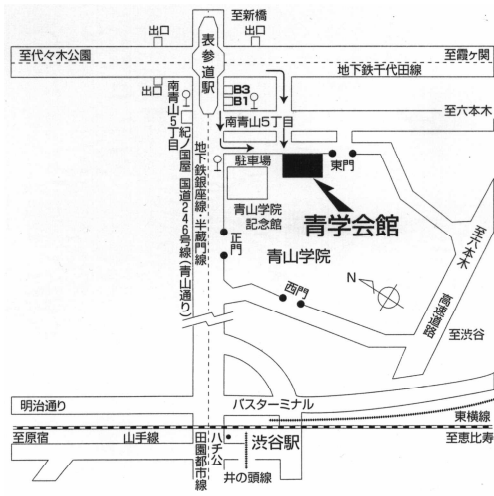 至新橋
出口
出口
至代々木公園
表参道駅
至霞ヶ関
地下鉄千代田線
出口
B3
B1
南青山5丁目
南青山5丁目
至六本木
紀ノ国屋
国道246号線(青山通り)
地下鉄銀座線・半蔵門線
駐車場
東門
青山学院
記念館
青学会館
正門
青山学院
至六本木
N
西門
高速道路
至渋谷
明治通り
バスターミナル
東横線
至原宿
山手線
田園都市線
ハチ公
渋谷駅
至恵比寿
井の頭線